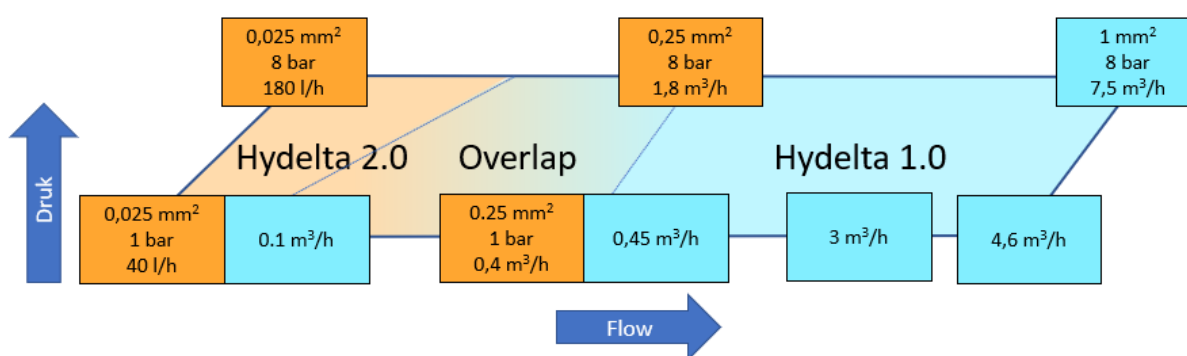 0,025 mm²
8 bar
180 l/h
0,25 mm²
8 bar
1,8 m³/h
1 mm²
8 bar
7,5 m³/h
Druk
Hydelta 2.0
Overlap
Hydelta 1.0
0,025 mm²
1 bar
40 l/h
0.1 m³/h
0.25 mm²
1 bar
0,4 m³/h
0,45 m³/h
3 m³/h
4,6 m³/h
Flow